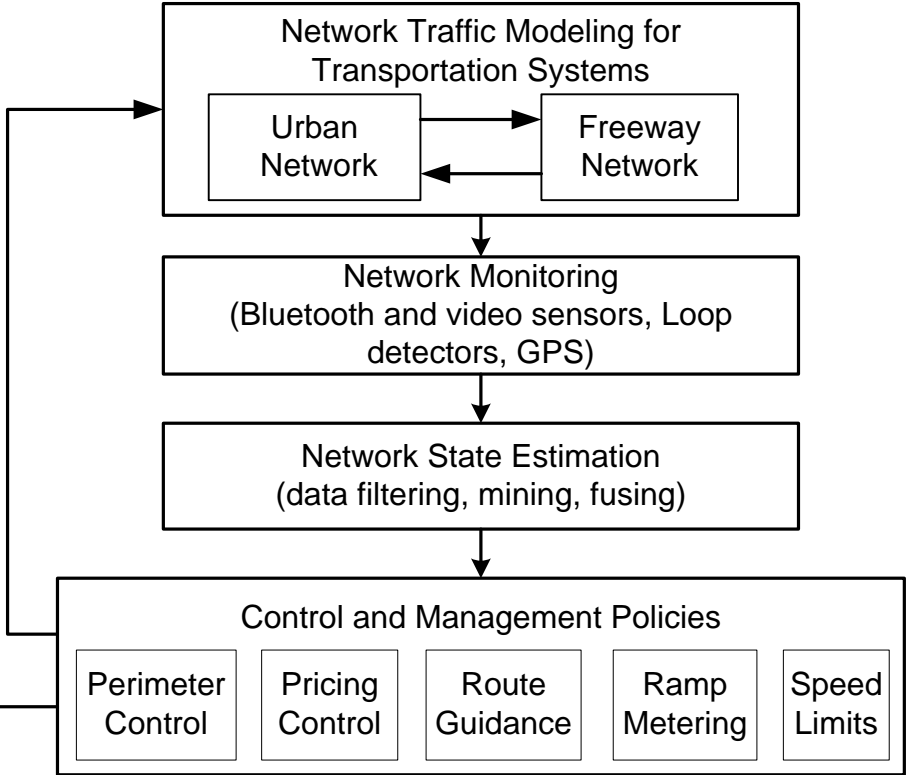 Network Traffic Modeling for
Transportation Systems
Urban
Network
Freeway
Network
Network Monitoring
(Bluetooth and video sensors, Loop
detectors, GPS)
Network State Estimation
(data filtering, mining, fusing)
Control and Management Policies
Perimeter
Control
Pricing
Control
Route
Guidance
Ramp
Metering
Speed
Limits